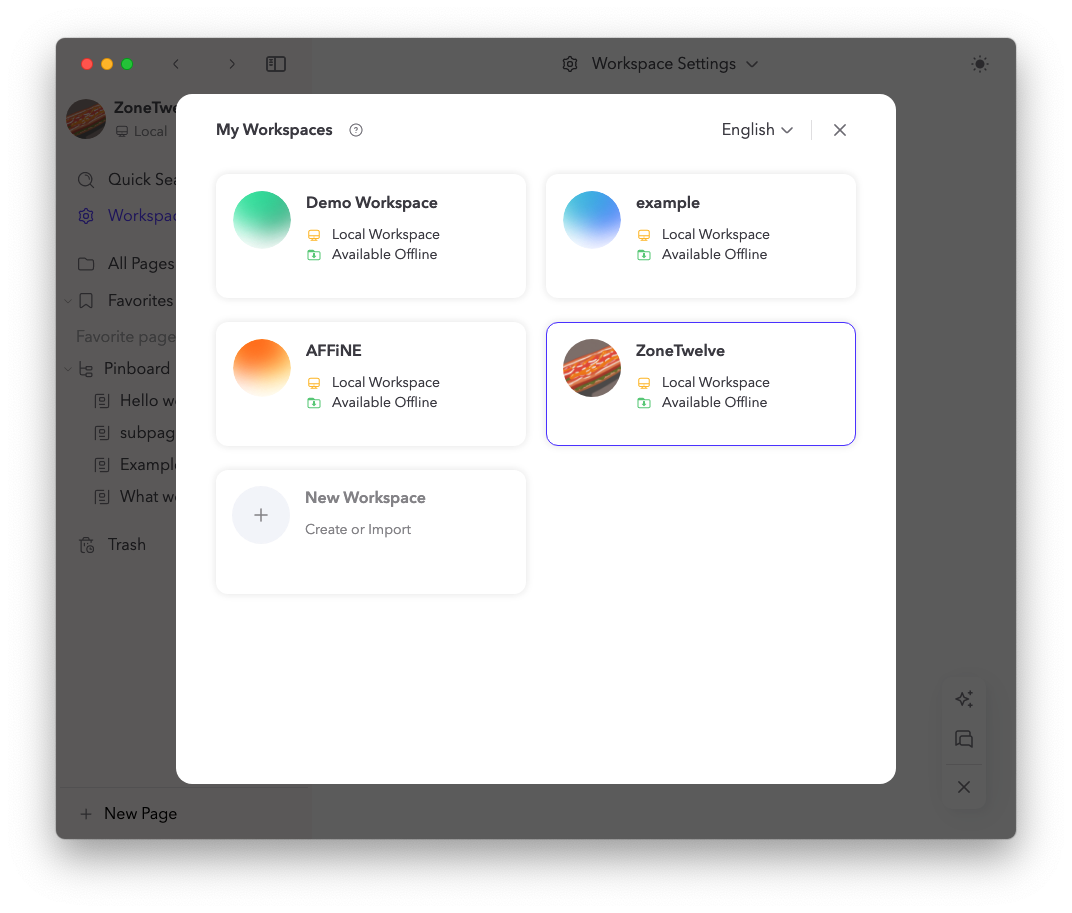 Workspace Settings
ZoneTwe
Local
Quick Sea
Workspac
All Pages
Favorites
Favorite page
Pinboard
Hello wo
subpag
Example
What wo
Trash
New Page
My Workspaces
English
Demo Workspace
Local Workspace
Available Offline
example
Local Workspace
Available Offline
AFFiNE
Local Workspace
Available Offline
ZoneTwelve
Local Workspace
Available Offline
New Workspace
Create or Import